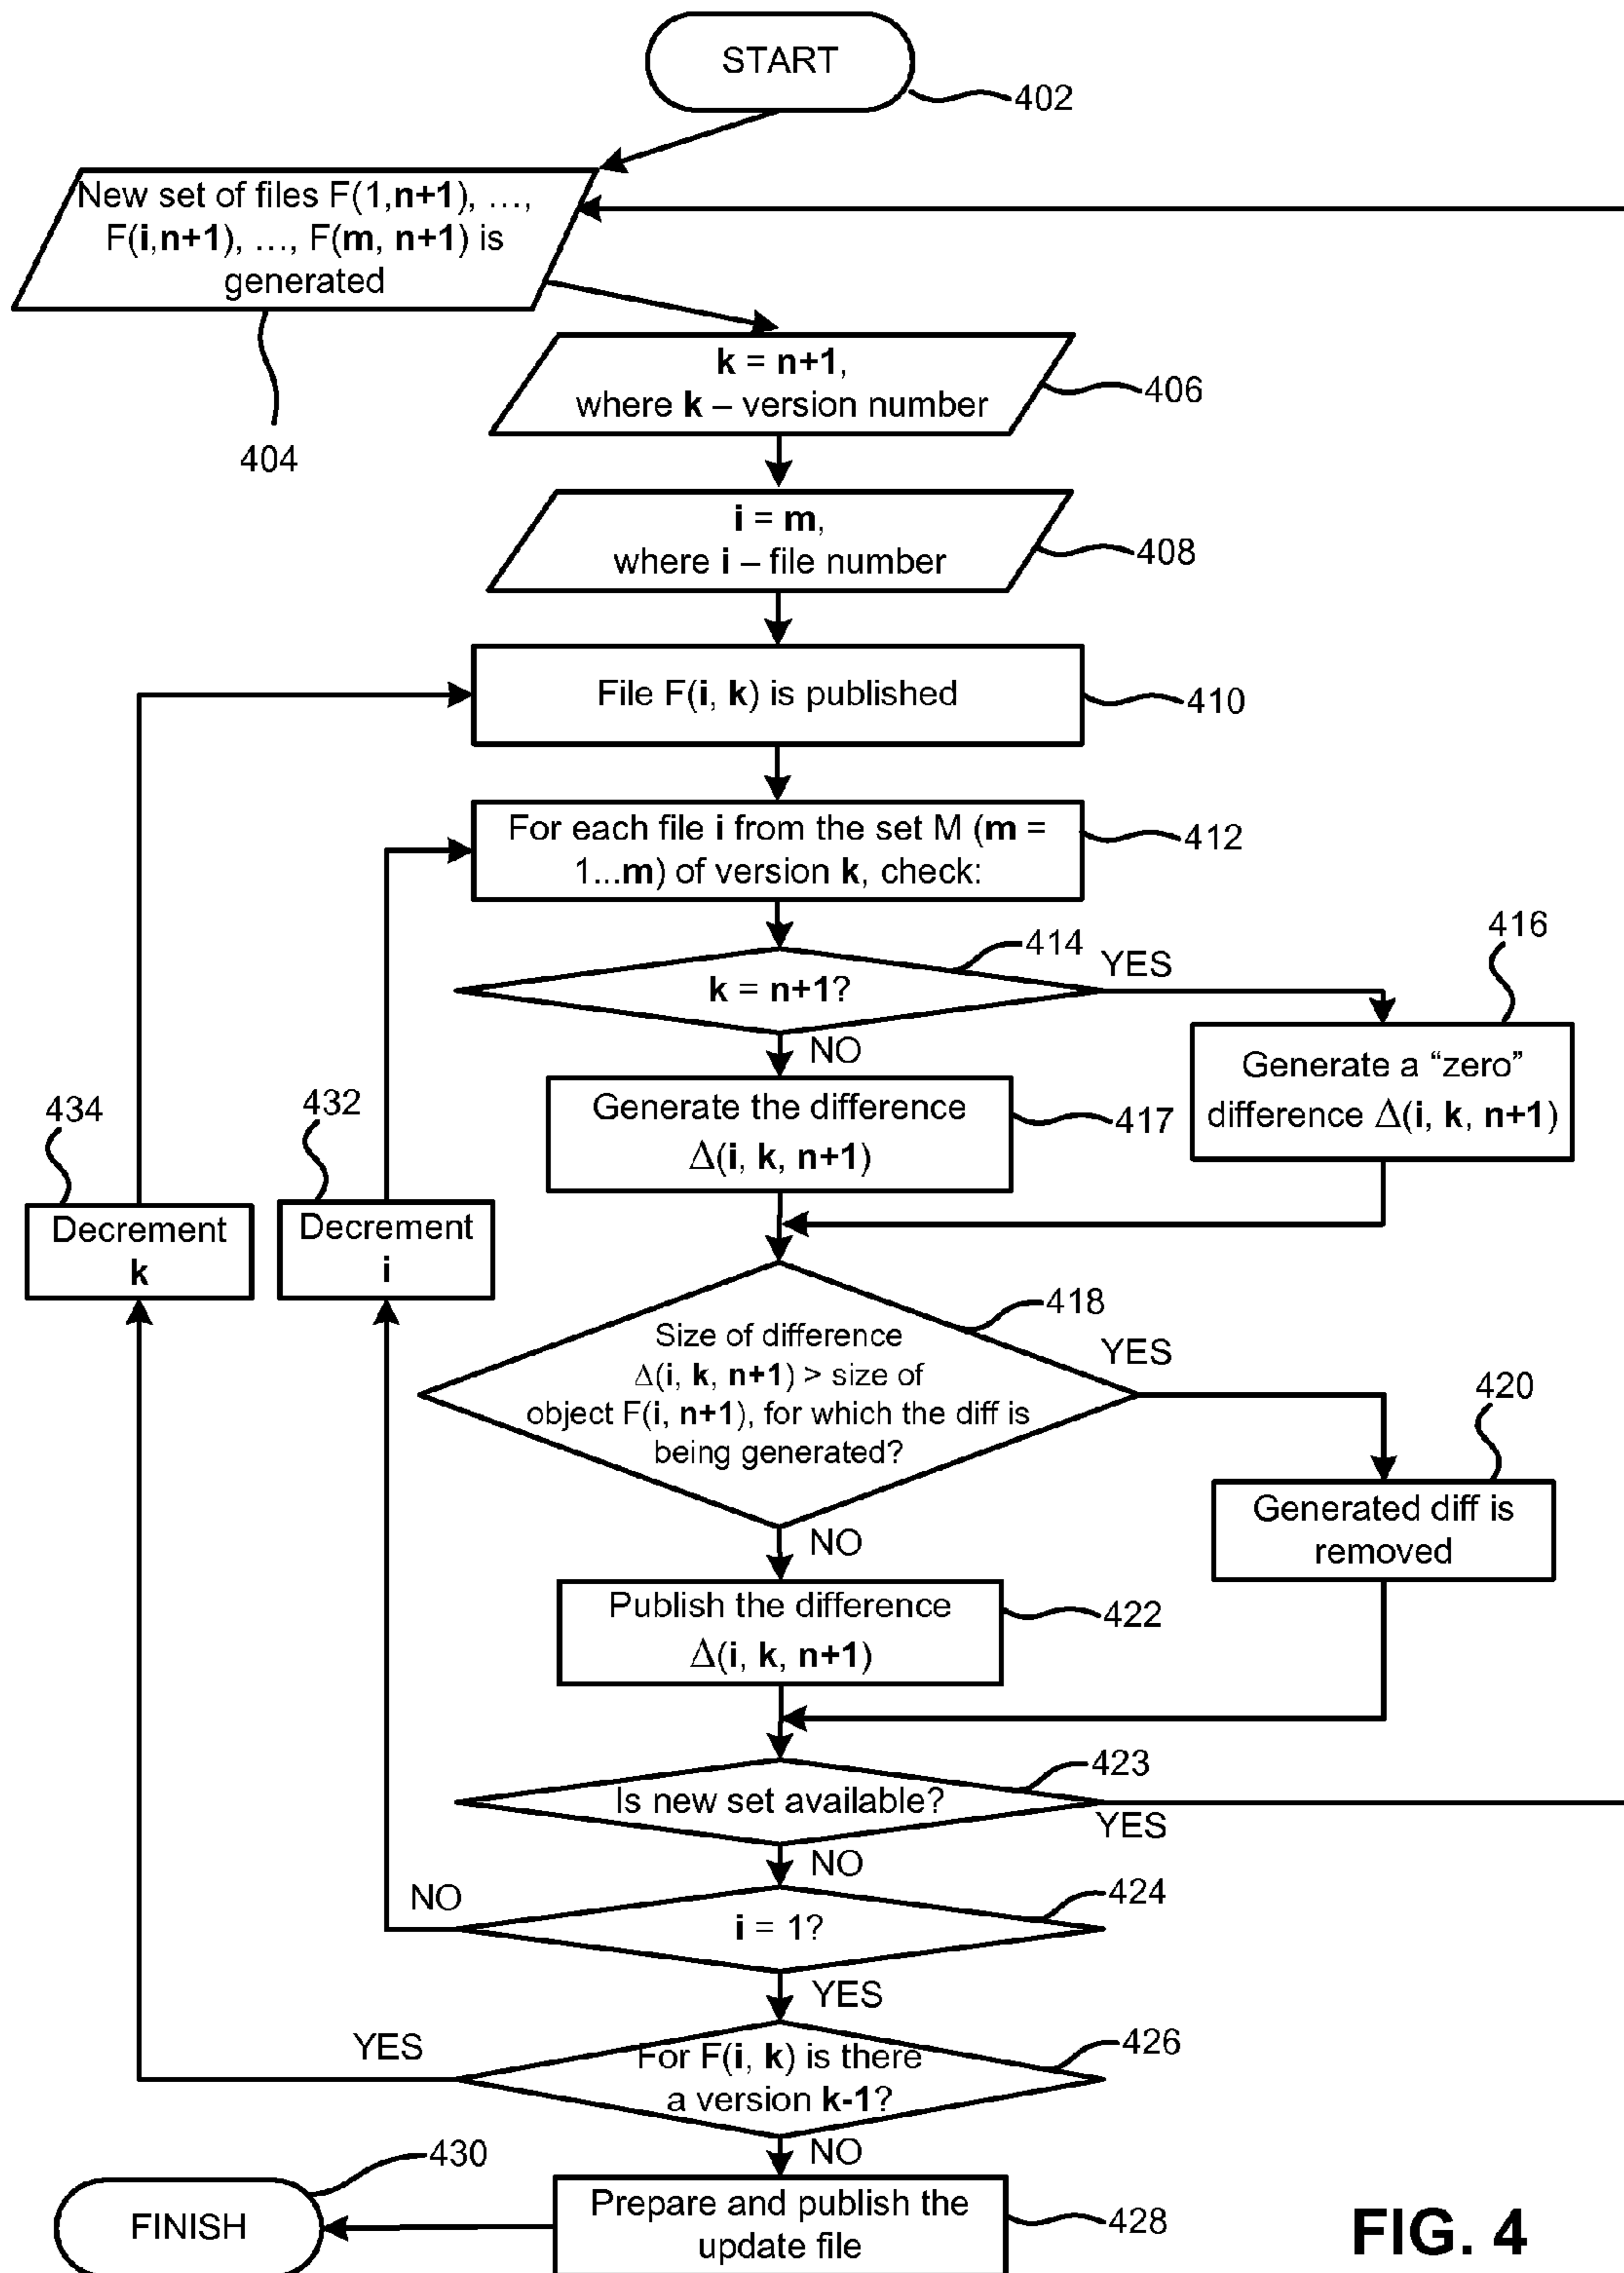 START
402
New set of files F(1,n+1), ...,
F(i,n+1), ..., F(m, n+1) is
generated
404
k = n+1,
where k – version number
406
i = m,
where i – file number
408
File F(i, k) is published
410
For each file i from the set M (m =
1...m) of version k, check:
412
414
k = n+1?
YES
NO
416
Generate a “zero”
difference Δ(i, k, n+1)
Generate the difference
Δ(i, k, n+1)
417
434
Decrement
k
432
Decrement
i
418
Size of difference
Δ(i, k, n+1) > size of
object F(i, n+1), for which the diff is
being generated?
YES
NO
420
Generated diff is
removed
Publish the difference
Δ(i, k, n+1)
422
423
Is new set available?
YES
NO
424
i = 1?
NO
YES
426
For F(i, k) is there
a version k-1?
YES
NO
Prepare and publish the
update file
428
430
FINISH
FIG. 4